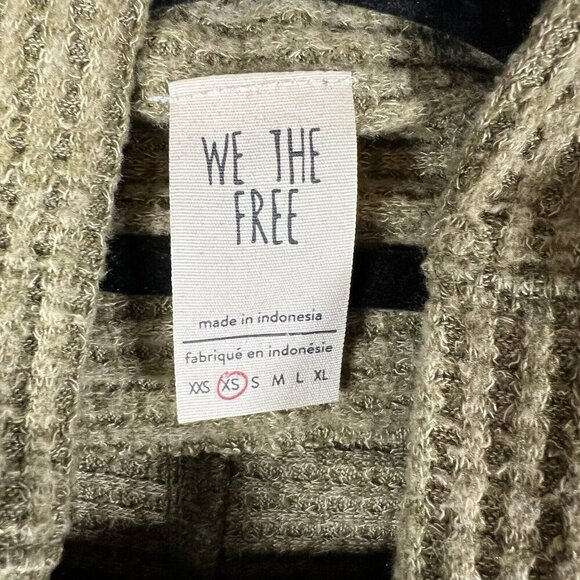 WE THE
FREE
made in indonesia
fabriqué en indonésie
XXS XS S M L XL